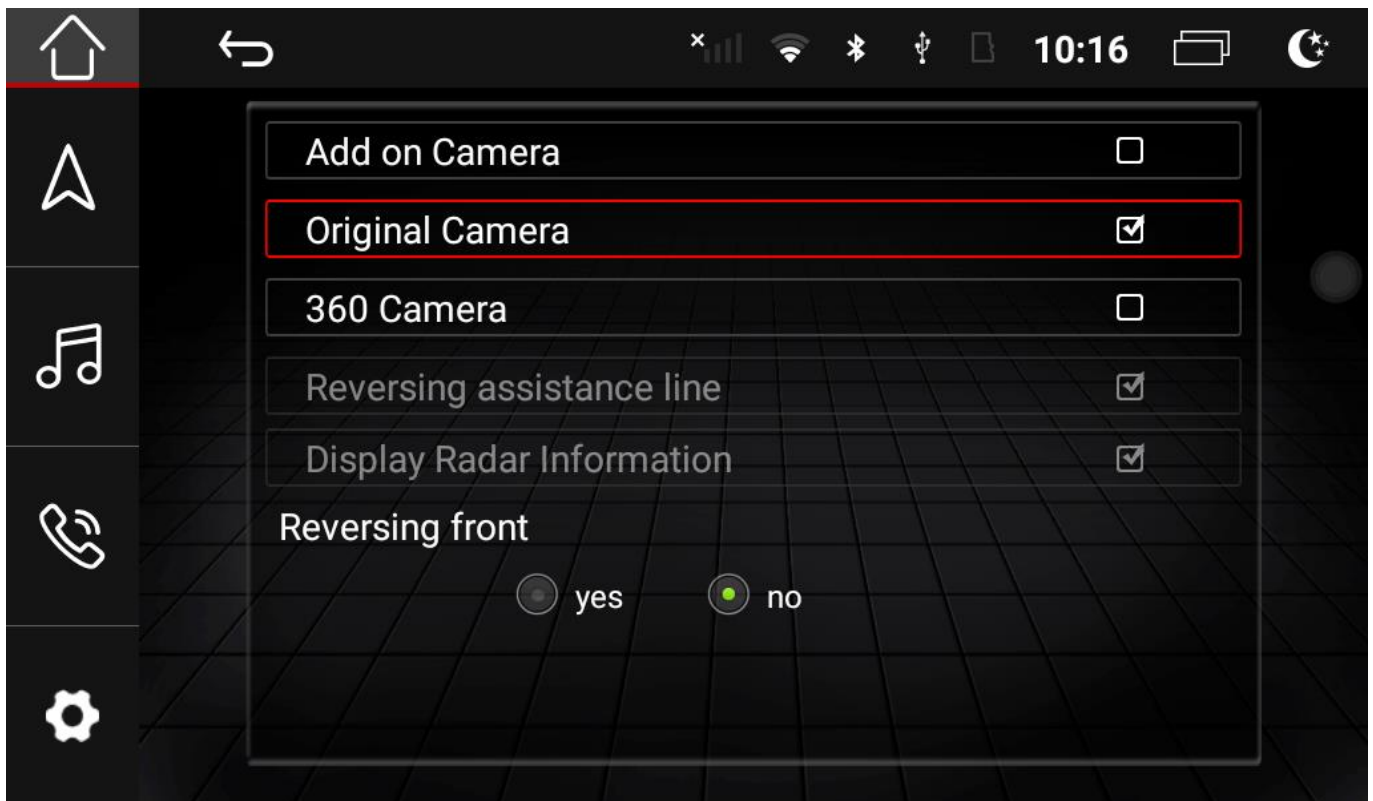 10:16
Add on Camera
Original Camera
360 Camera
Reversing assistance line
Display Radar Information
Reversing front
yes no